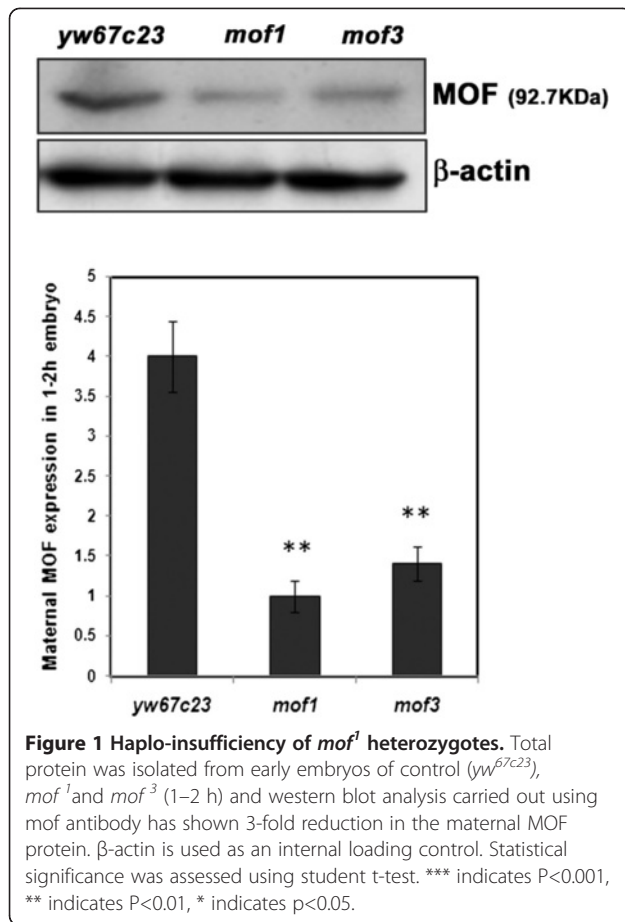 yw67c23 mof1 mof3
MOF (92.7KDa)
β-actin
Maternal MOF expression in 1-2h embryo
5
4.5
4
3.5
3
2.5
2
1.5
1
0.5
0
**
**
yw67c23 mof1 mof3
Figure 1 Haplo-insufficiency of mof¹ heterozygotes. Total
protein was isolated from early embryos of control (yw⁶⁷ᶜ²³),
mof ¹and mof ³ (1–2 h) and western blot analysis carried out using
mof antibody has shown 3-fold reduction in the maternal MOF
protein. β-actin is used as an internal loading control. Statistical
significance was assessed using student t-test. *** indicates P<0.001,
** indicates P<0.01, * indicates p<0.05.